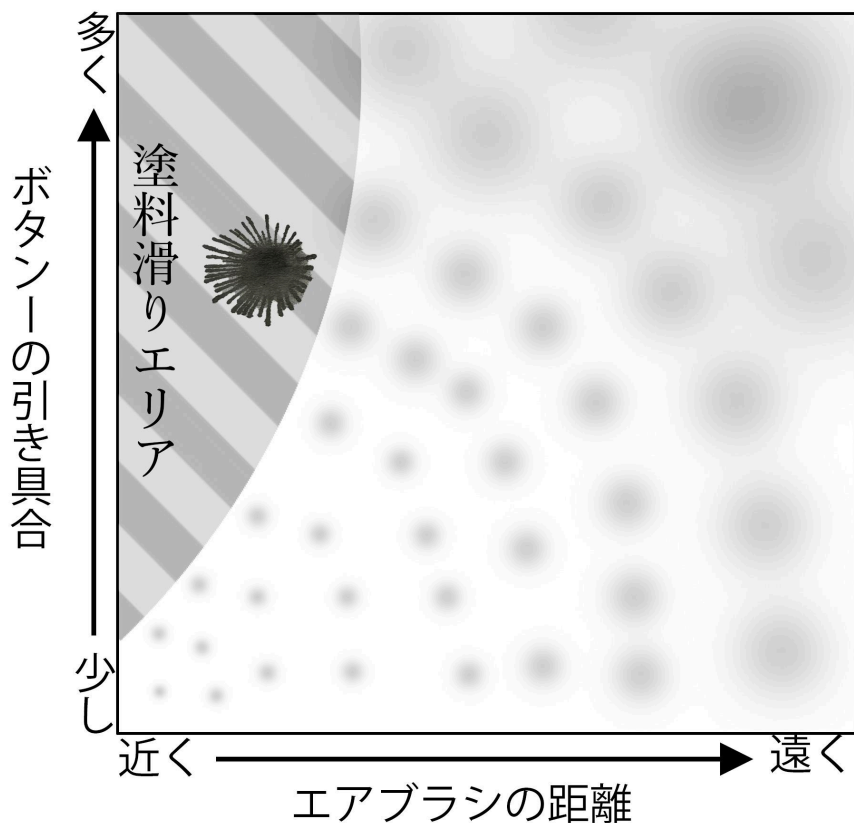 多く
ボタンーの引き具合
塗料滑りエリア
少し
近く
遠く
エアブラシの距離